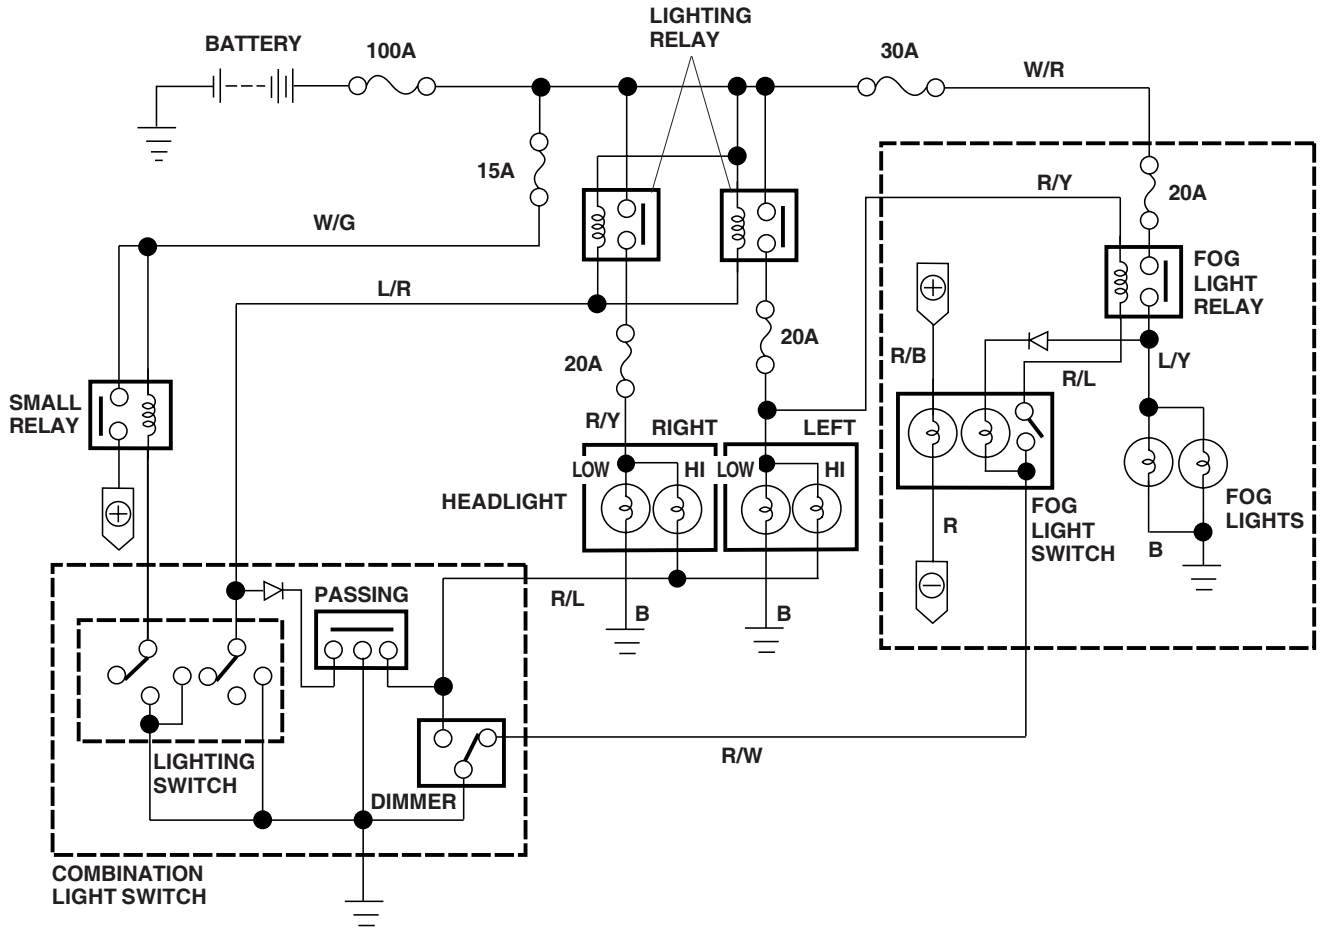 LIGHTING
RELAY
BATTERY
100A
30A
W/R
15A
R/Y
20A
W/G
FOG
LIGHT
RELAY
L/R
20A
20A
R/B
L/Y
R/L
SMALL
RELAY
R/Y
RIGHT
LEFT
LOW
HI
LOW
HI
HEADLIGHT
FOG
LIGHT
SWITCH
FOG
LIGHTS
R
B
PASSING
R/L
B
B
LIGHTING
SWITCH
R/W
DIMMER
COMBINATION
LIGHT SWITCH